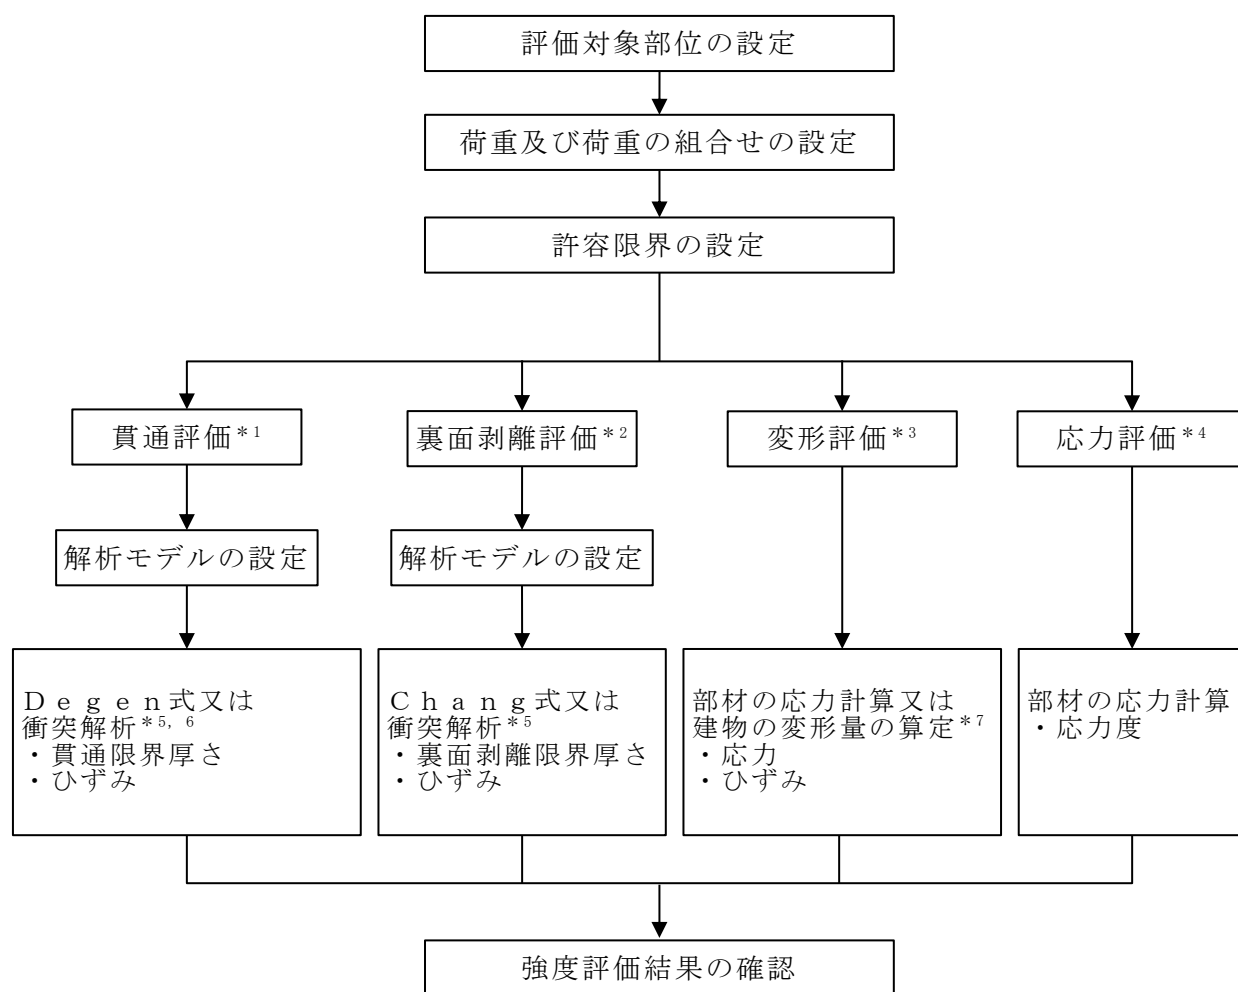 評価対象部位の設定
荷重及び荷重の組合せの設定
許容限界の設定
貫通評価*1
裏面剥離評価*2
変形評価*3
応力評価*4
解析モデルの設定
解析モデルの設定
Ｄｅｇｅｎ式又は
衝突解析*5, 6
・貫通限界厚さ
・ひずみ
Ｃｈａｎｇ式又は
衝突解析*5
・裏面剥離限界厚さ
・ひずみ
部材の応力計算又は
建物の変形量の算定*7
・応力
・ひずみ
部材の応力計算
・応力度
強度評価結果の確認